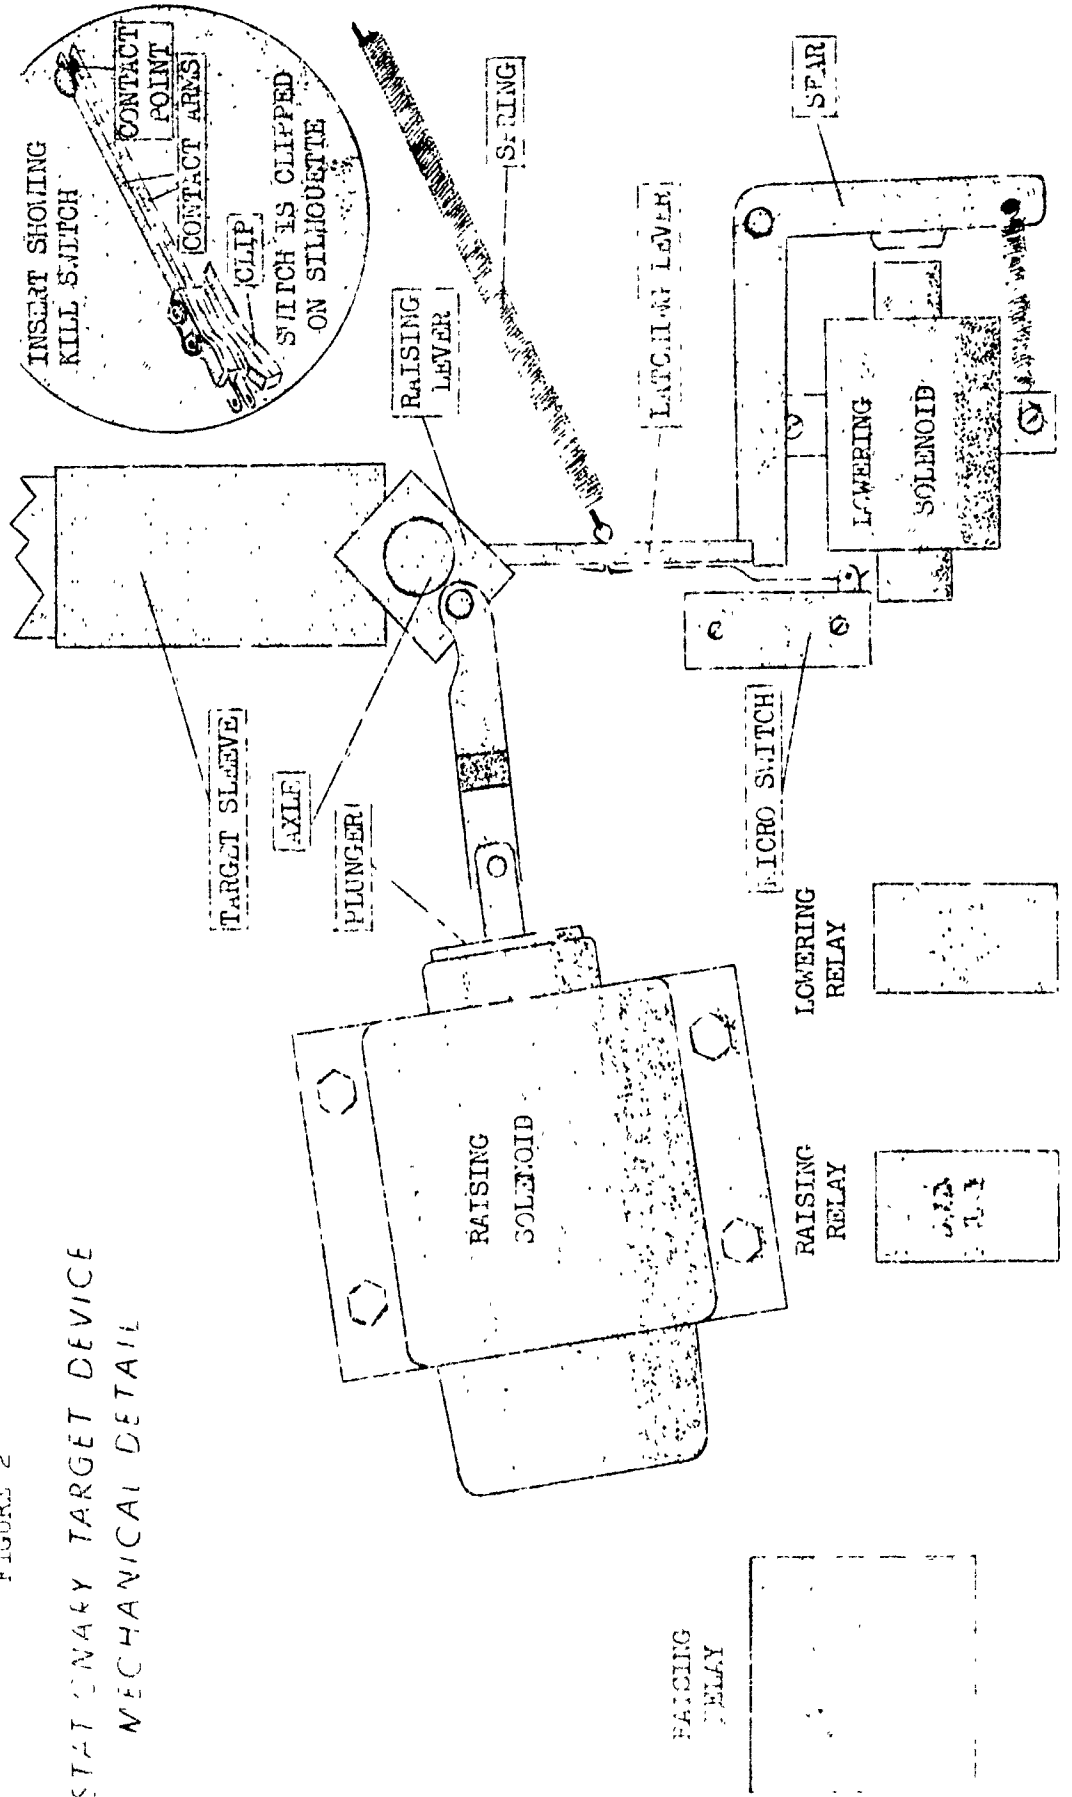 FIGURE 2
TARGET DEVICE
MECHANICAL DETAIL
INSERT SHOWING
KILL SWITCH
CONTACT
POINT
CONTACT ARMS
CLIP
SWITCH IS CLIPPED
ON SILHOUETTE
TARGET SLEEVE
AXLE
PLUNGER
RAISING
LEVER
SPRING
LATCHING LEVER
SPAR
RAISING
SOLENOID
LOWERING
SOLENOID
MICRO SWITCH
LOWERING
RELAY
RAISING
RELAY
RAISING
RELAY